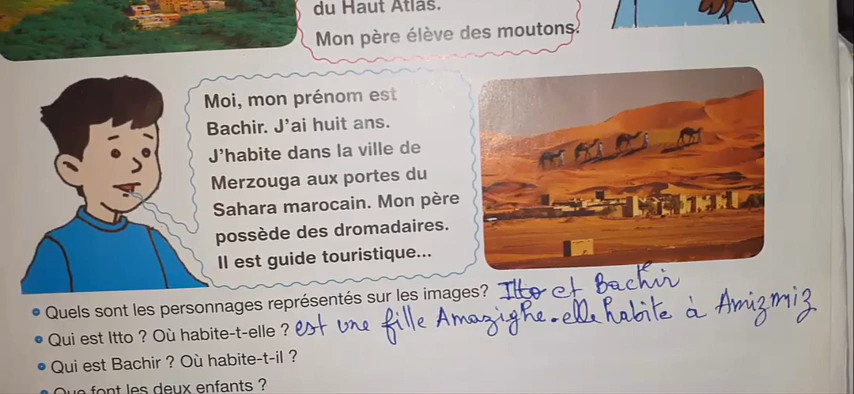 du Haut Atlas.
Mon père élève des moutons.
Moi, mon prénom est
Bachir. J'ai huit ans.
J'habite dans la ville de
Merzouga aux portes du
Sahara marocain. Mon père
possède des dromadaires.
Il est guide touristique...
Quels sont les personnages représentés sur les images? Itto et Bachir
Qui est Itto ? Où habite-t-elle ? est une fille Amazighe. elle habite à Amizmiz
Qui est Bachir ? Où habite-t-il ?
Que font les deux enfants ?